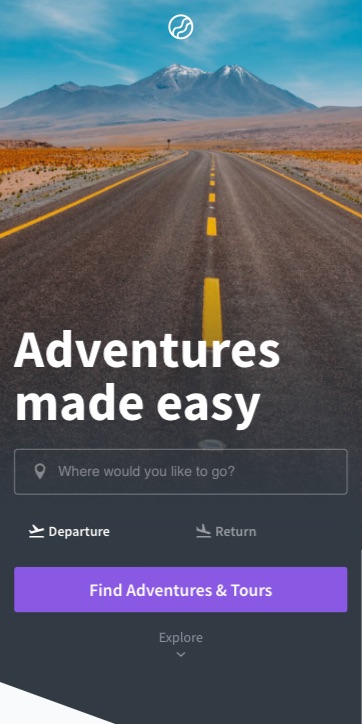 Adventures
made easy
Where would you like to go?
Departure
Return
Find Adventures & Tours
Explore